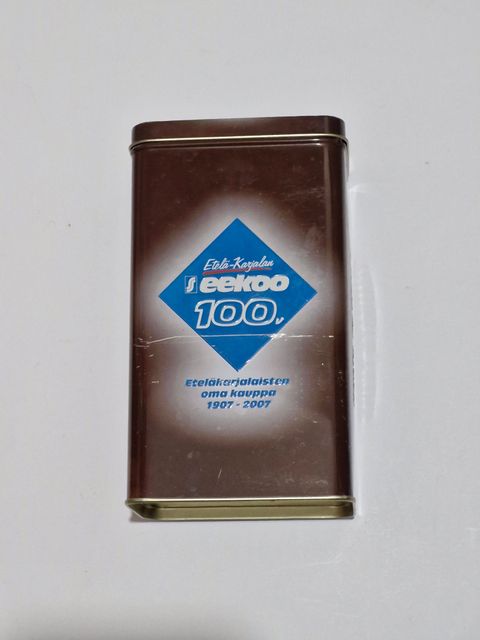 Etelä-Karjalan
S eekoo
100v
Eteläkarjalaisten
oma kauppa
1907 - 2007